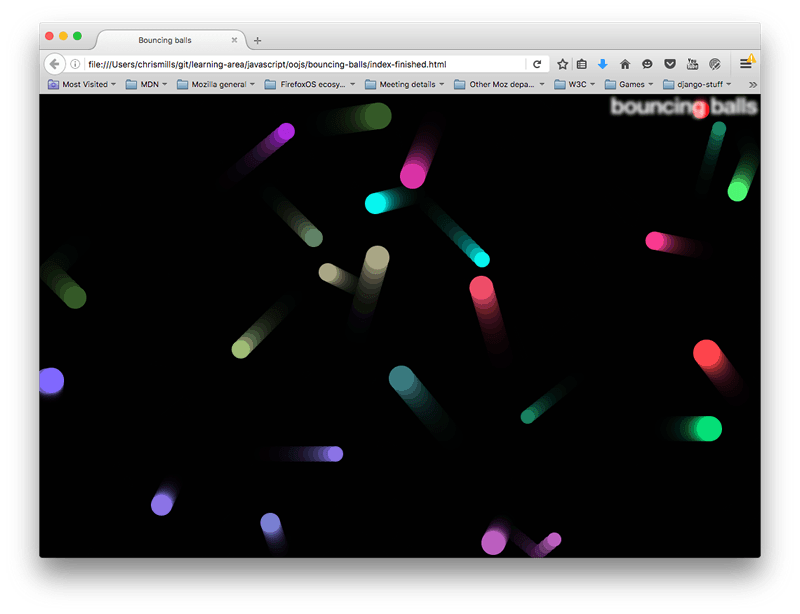 Bouncing balls
file:///Users/chrismills/git/learning-area/javascript/oojs/bouncing-balls/index-finished.html
Most Visited MDN Mozilla general FirefoxOS ecosy... Meeting details Other Moz depa... W3C Games django-stuff
bouncing balls